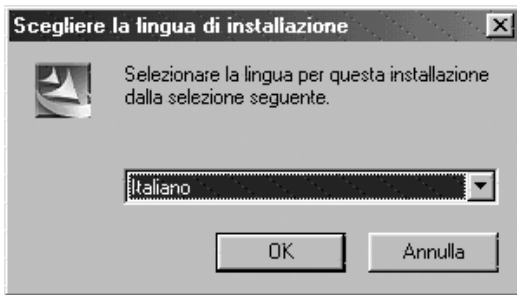 Scegliere la lingua di installazione
Selezionare la lingua per questa installazione
dalla selezione seguente.
Italiano
OK
Annulla